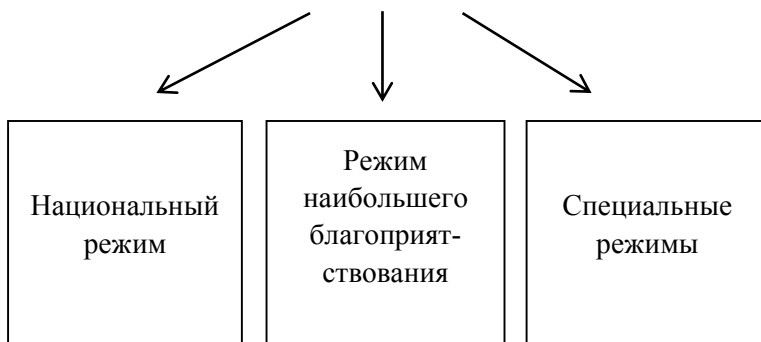 Национальный
режим
Режим
наибольшего
благоприят-
ствования
Специальные
режимы